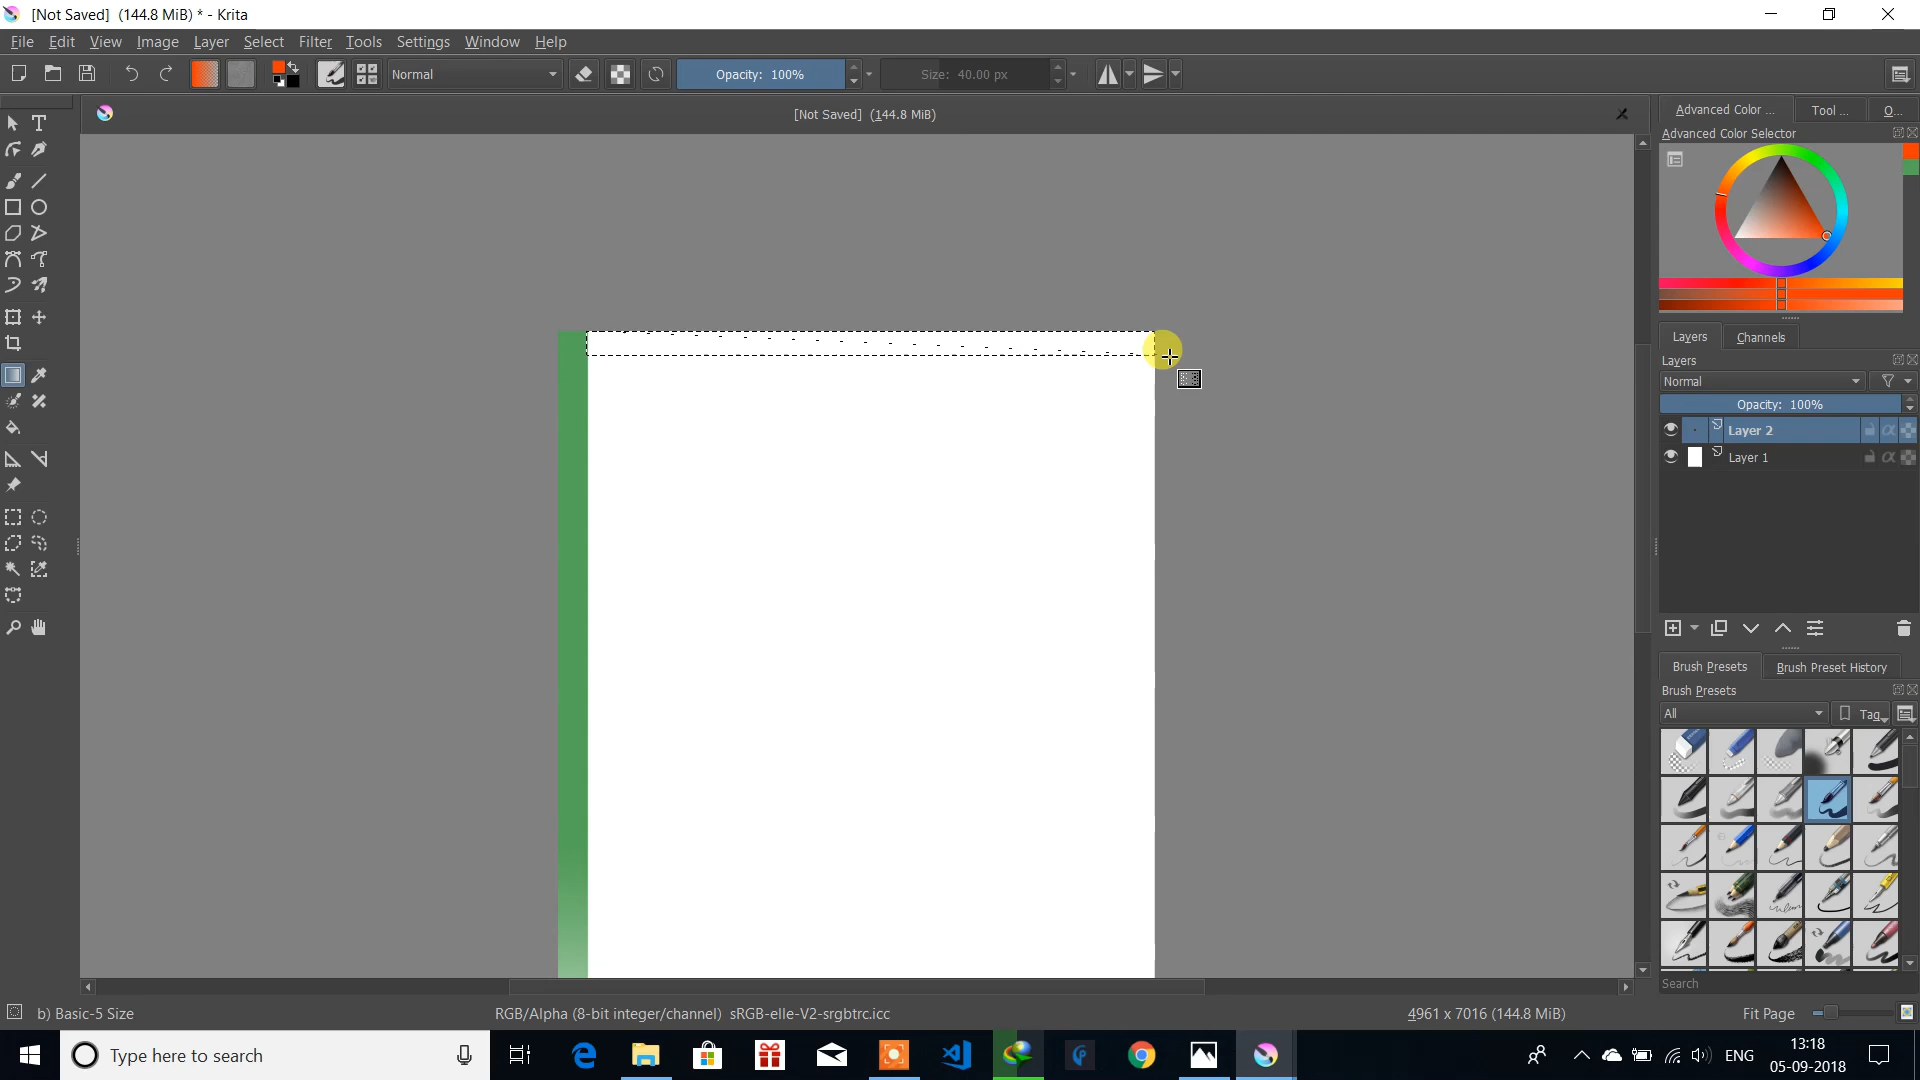 [Not Saved] (144.8 MiB) * - Krita
File Edit View Image Layer Select Filter Tools Settings Window Help
Normal Opacity: 100% Size: 40.00 px
[Not Saved] (144.8 MiB)
Advanced Color ... Tool ... O...
Advanced Color Selector
Layers Channels
Layers
Normal
Opacity: 100%
Layer 2
Layer 1
Brush Presets Brush Preset History
Brush Presets
All Tag
Search
b) Basic-5 Size RGB/Alpha (8-bit integer/channel) sRGB-elle-V2-srgbtrc.icc 4961 x 7016 (144.8 MiB) Fit Page
Type here to search ENG 13:18
05-09-2018